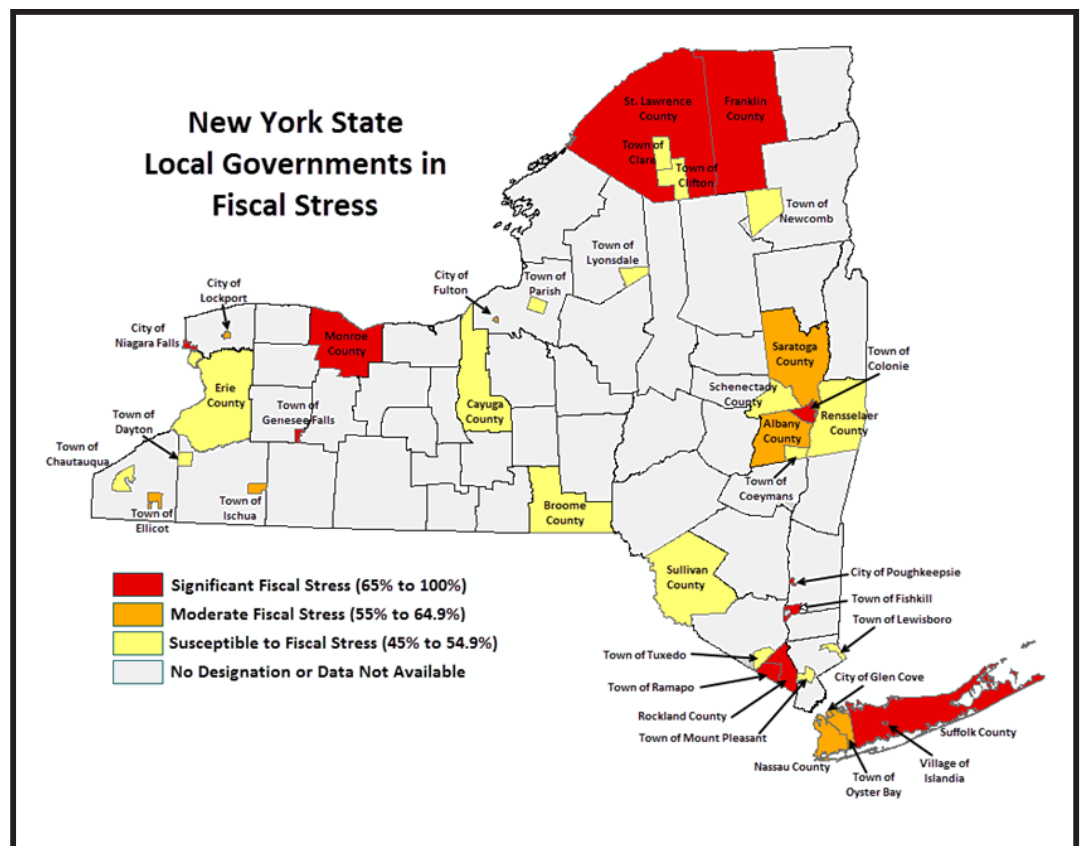 New York State
Local Governments in
Fiscal Stress
St. Lawrence
County
Franklin
County
Town of
Clare
Town of
Clifton
Town of
Newcomb
Town of
Lyonsdale
City of
Fulton
Town of
Parish
City of
Lockport
City of
Niagara Falls
Monroe
County
Saratoga
County
Town of
Colonie
Erie
County
Schenectady
County
Town of
Genesee Falls
Cayuga
County
Albany
County
Rensselaer
County
Town of
Dayton
Town of
Chautauqua
Town of
Coeymans
Town of
Ellicot
Town of
Ischua
Broome
County
Sullivan
County
City of Poughkeepsie
Significant Fiscal Stress (65% to 100%)
Moderate Fiscal Stress (55% to 64.9%)
Susceptible to Fiscal Stress (45% to 54.9%)
No Designation or Data Not Available
Town of Fishkill
Town of Lewisboro
Town of Tuxedo
City of Glen Cove
Town of Ramapo
Rockland County
Town of Mount Pleasant
Suffolk County
Nassau County
Village of
Islandia
Town of
Oyster Bay